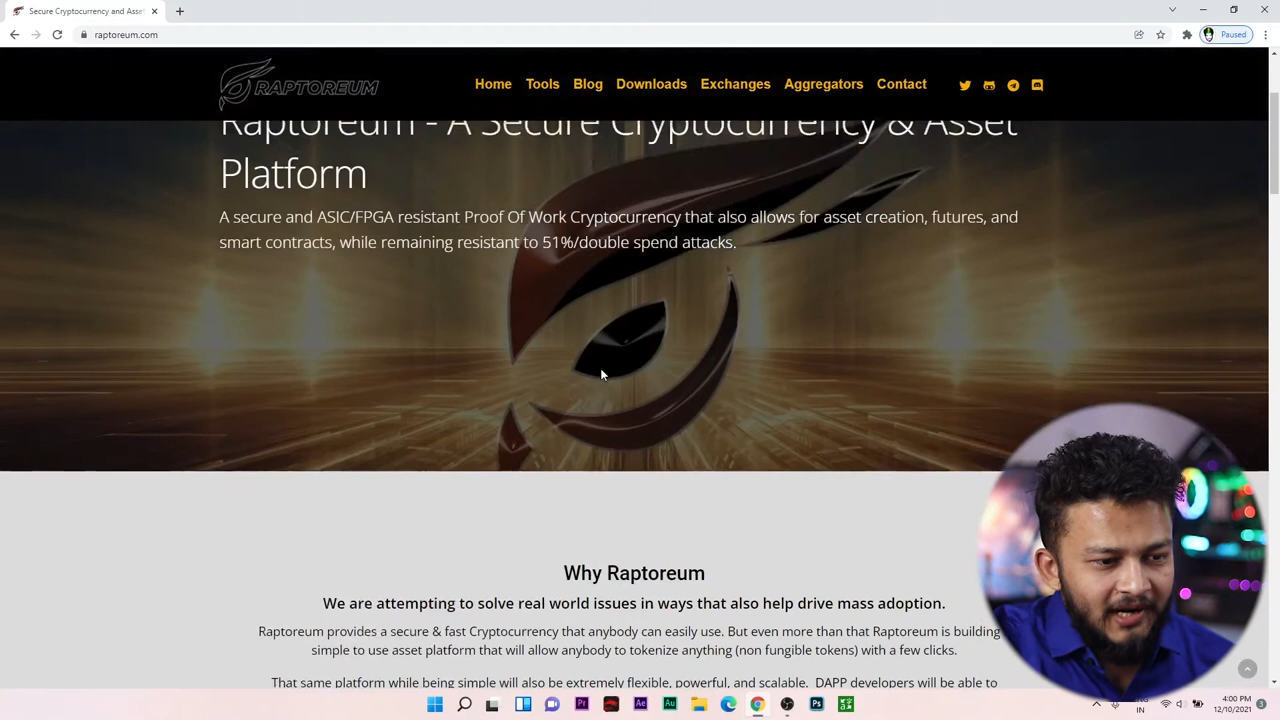 Secure Cryptocurrency and Asset
raptoreum.com
Paused
RAPTOREUM
Home Tools Blog Downloads Exchanges Aggregators Contact
Raptoreum - A Secure Cryptocurrency & Asset
Platform
A secure and ASIC/FPGA resistant Proof Of Work Cryptocurrency that also allows for asset creation, futures, and
smart contracts, while remaining resistant to 51%/double spend attacks.
Why Raptoreum
We are attempting to solve real world issues in ways that also help drive mass adoption.
Raptoreum provides a secure & fast Cryptocurrency that anybody can easily use. But even more than that Raptoreum is building
simple to use asset platform that will allow anybody to tokenize anything (non fungible tokens) with a few clicks.
That same platform while being simple will also be extremely flexible, powerful, and scalable. DAPP developers will be able to
Pr
Ae
Au
Ps
IN
4:00 PM
12/10/2021